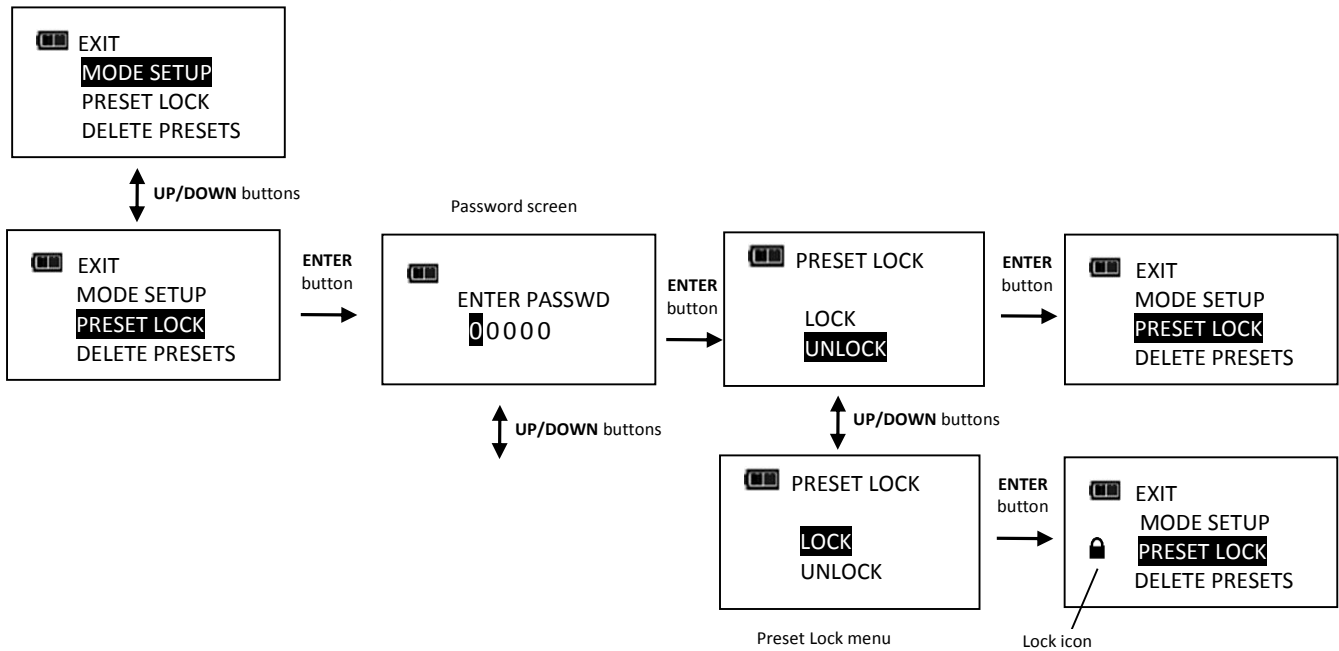 EXIT
MODE SETUP
PRESET LOCK
DELETE PRESETS
UP/DOWN buttons
EXIT
MODE SETUP
PRESET LOCK
DELETE PRESETS
ENTER
button
Password screen
ENTER PASSWD
00000
UP/DOWN buttons
ENTER
button
PRESET LOCK
LOCK
UNLOCK
ENTER
button
EXIT
MODE SETUP
PRESET LOCK
DELETE PRESETS
UP/DOWN buttons
PRESET LOCK
LOCK
UNLOCK
Preset Lock menu
ENTER
button
EXIT
MODE SETUP
PRESET LOCK
DELETE PRESETS
Lock icon